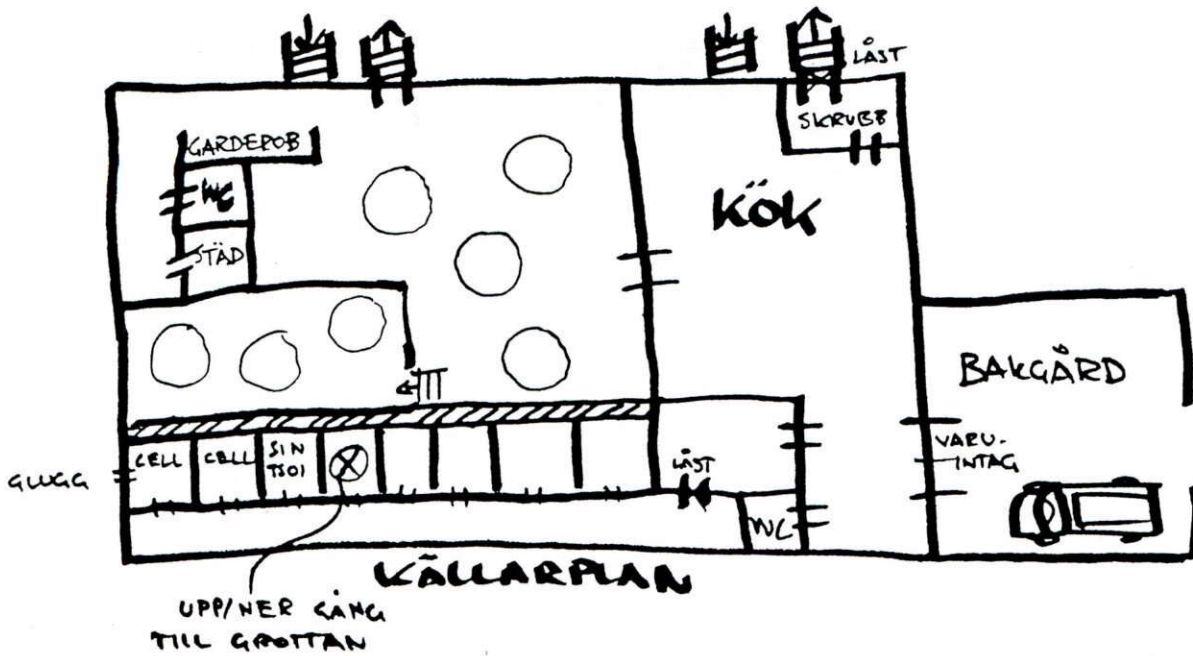 LÅST
SKRUBB
GARDEROB
WC
STÄD
KÖK
BAKGÅRD
VARU-
INTAG
CELL
CELL
SIN
TSOI
GLUGG
LÅST
WC
KÄLLARPLAN
UPP/NER GÅNG
TILL GROTTAN